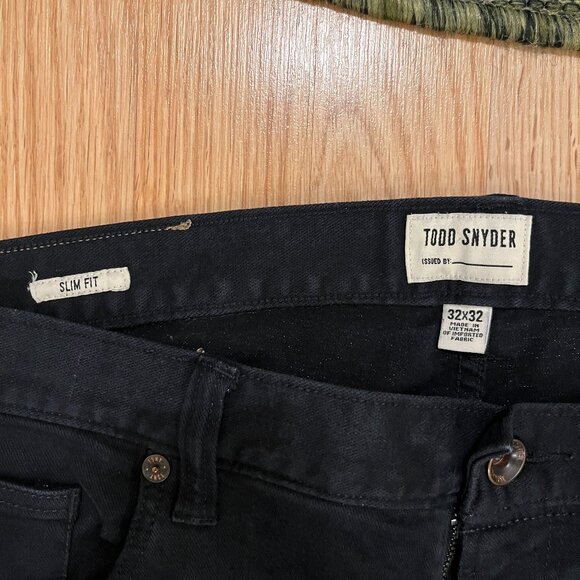 TODD SNYDER
ISSUED BY:
SLIM FIT
32X32
MADE IN
VIETNAM
OF IMPORTED
FABRIC